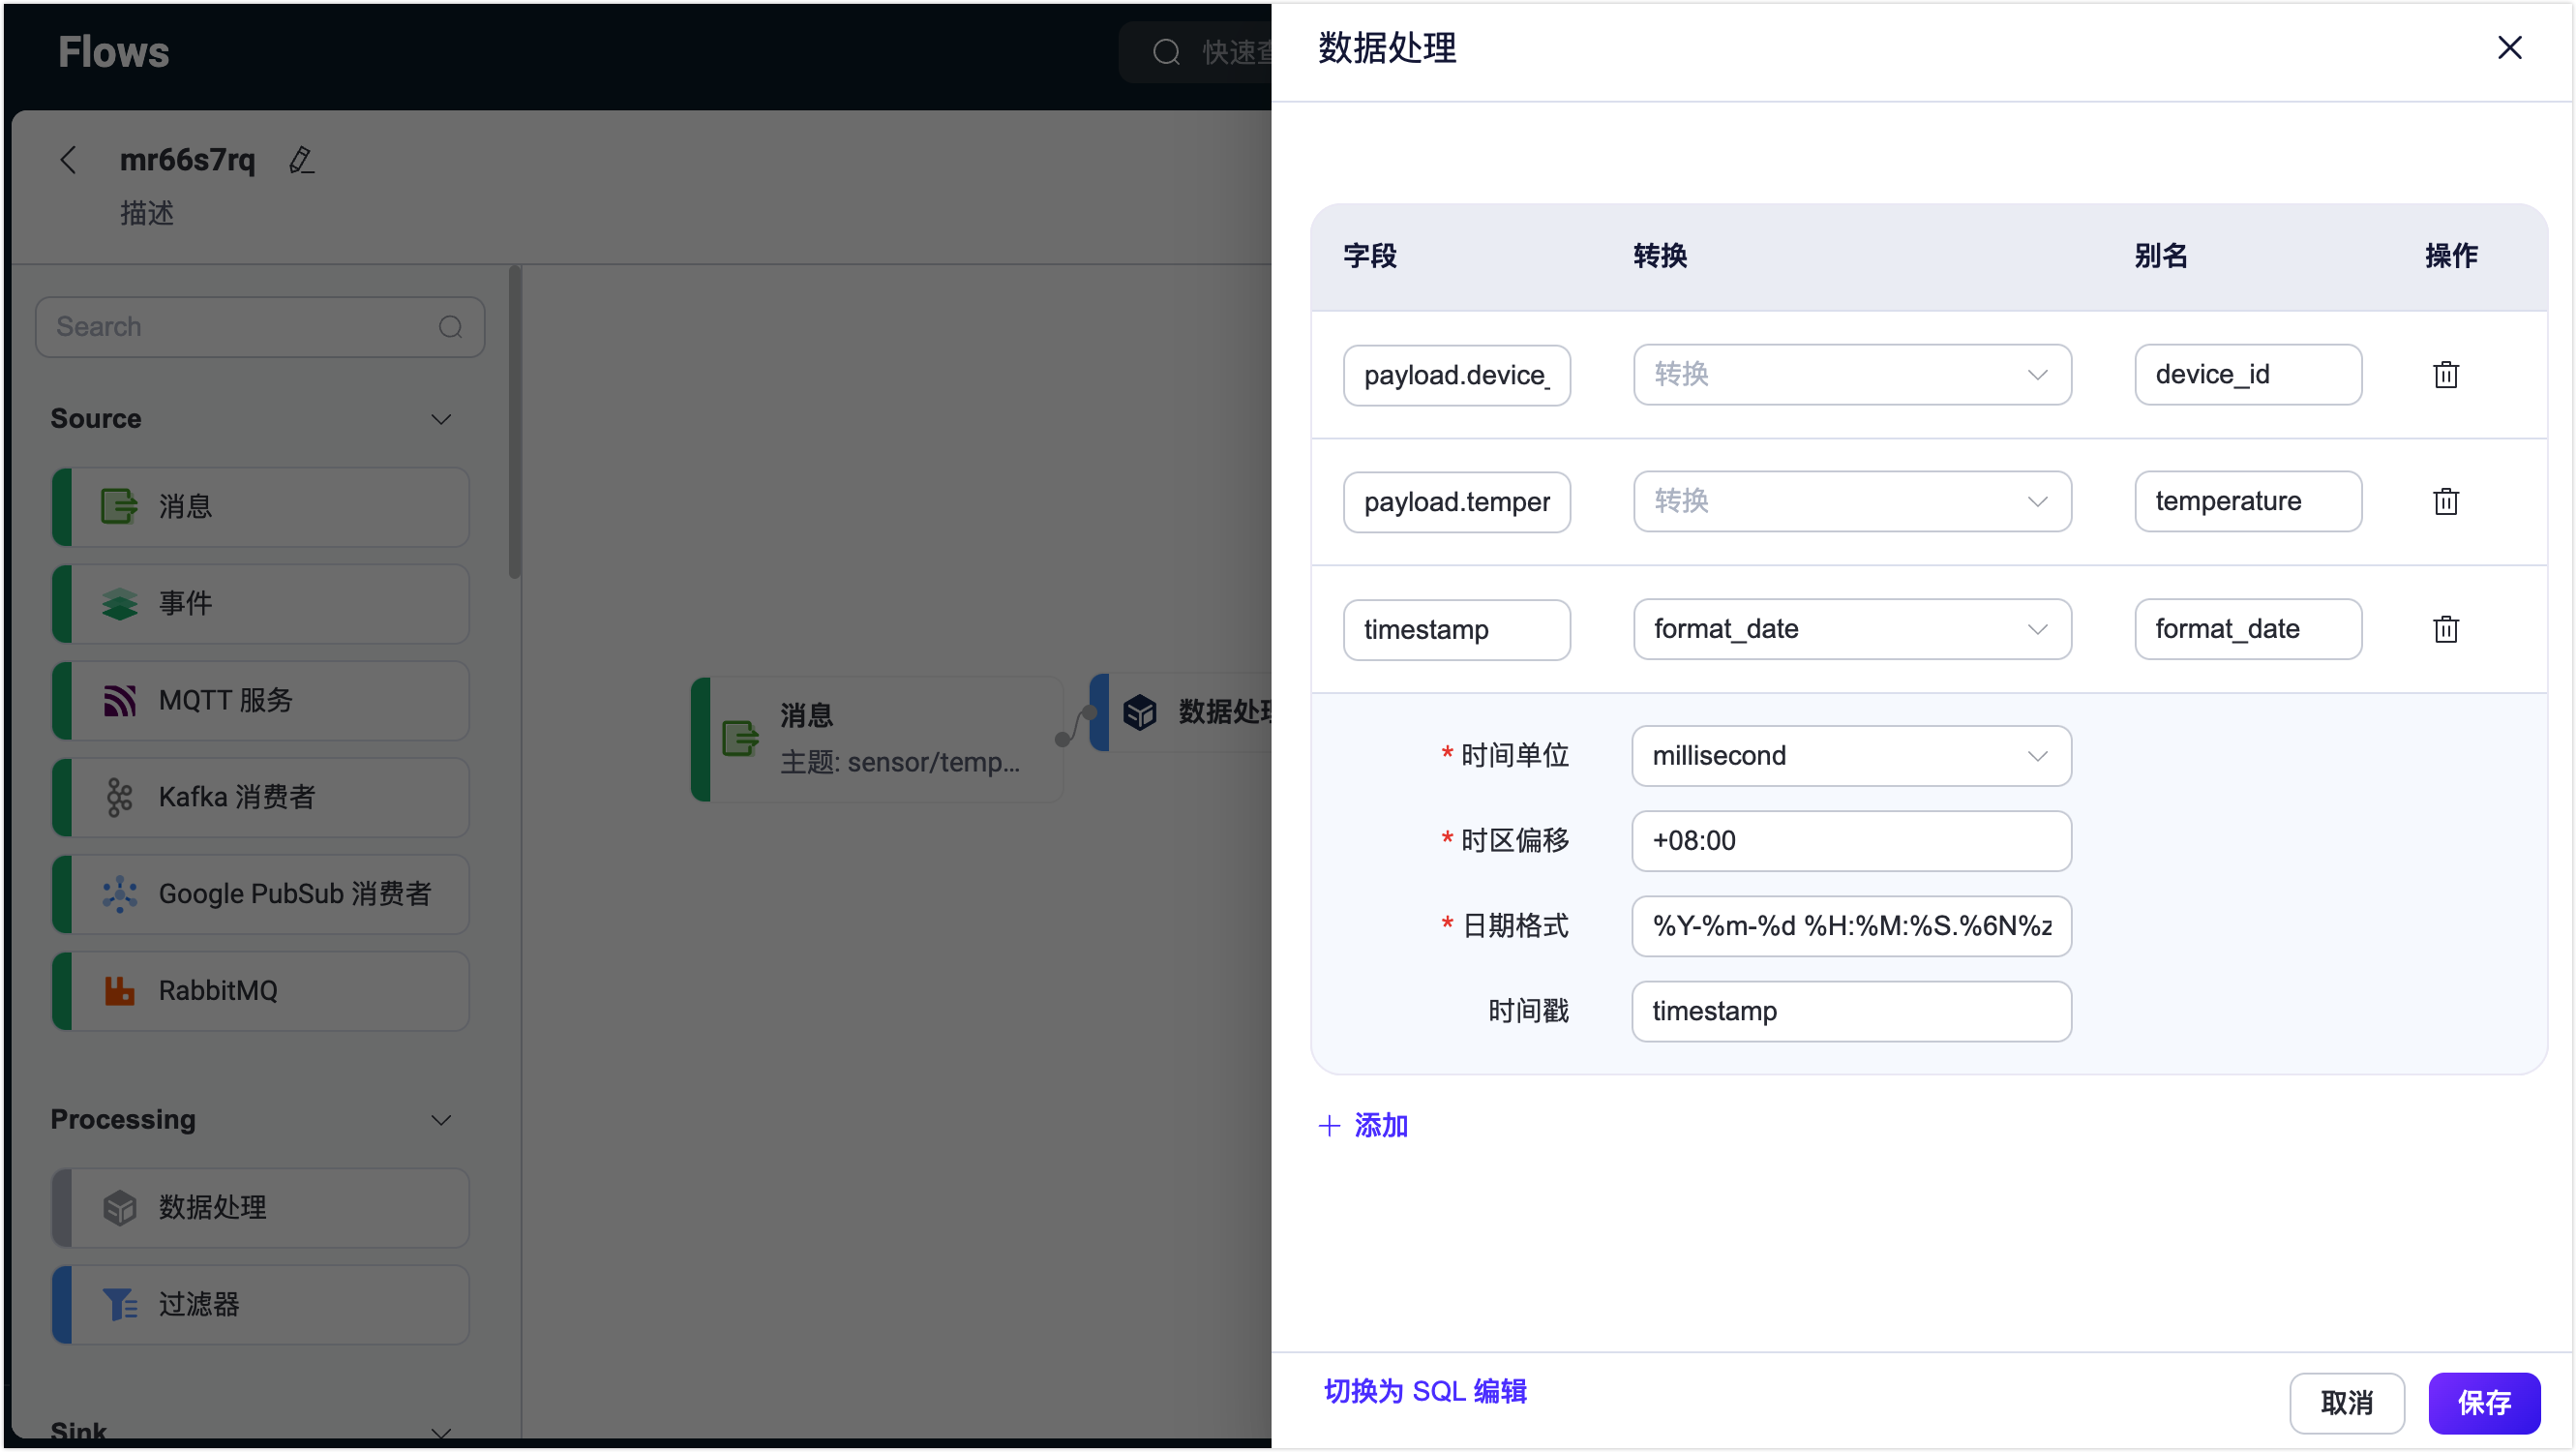 Flows
快速查
mr66s7rq
描述
Search
Source
消息
事件
MQTT 服务
Kafka 消费者
Google PubSub 消费者
RabbitMQ
Processing
数据处理
过滤器
Sink
消息
主题: sensor/temp...
数据处理
数据处理
字段 转换 别名 操作
payload.device_ 转换 device_id
payload.temper 转换 temperature
timestamp format_date format_date
* 时间单位 millisecond
* 时区偏移 +08:00
* 日期格式 %Y-%m-%d %H:%M:%S.%6N%z
时间戳 timestamp
添加
切换为 SQL 编辑
取消 保存